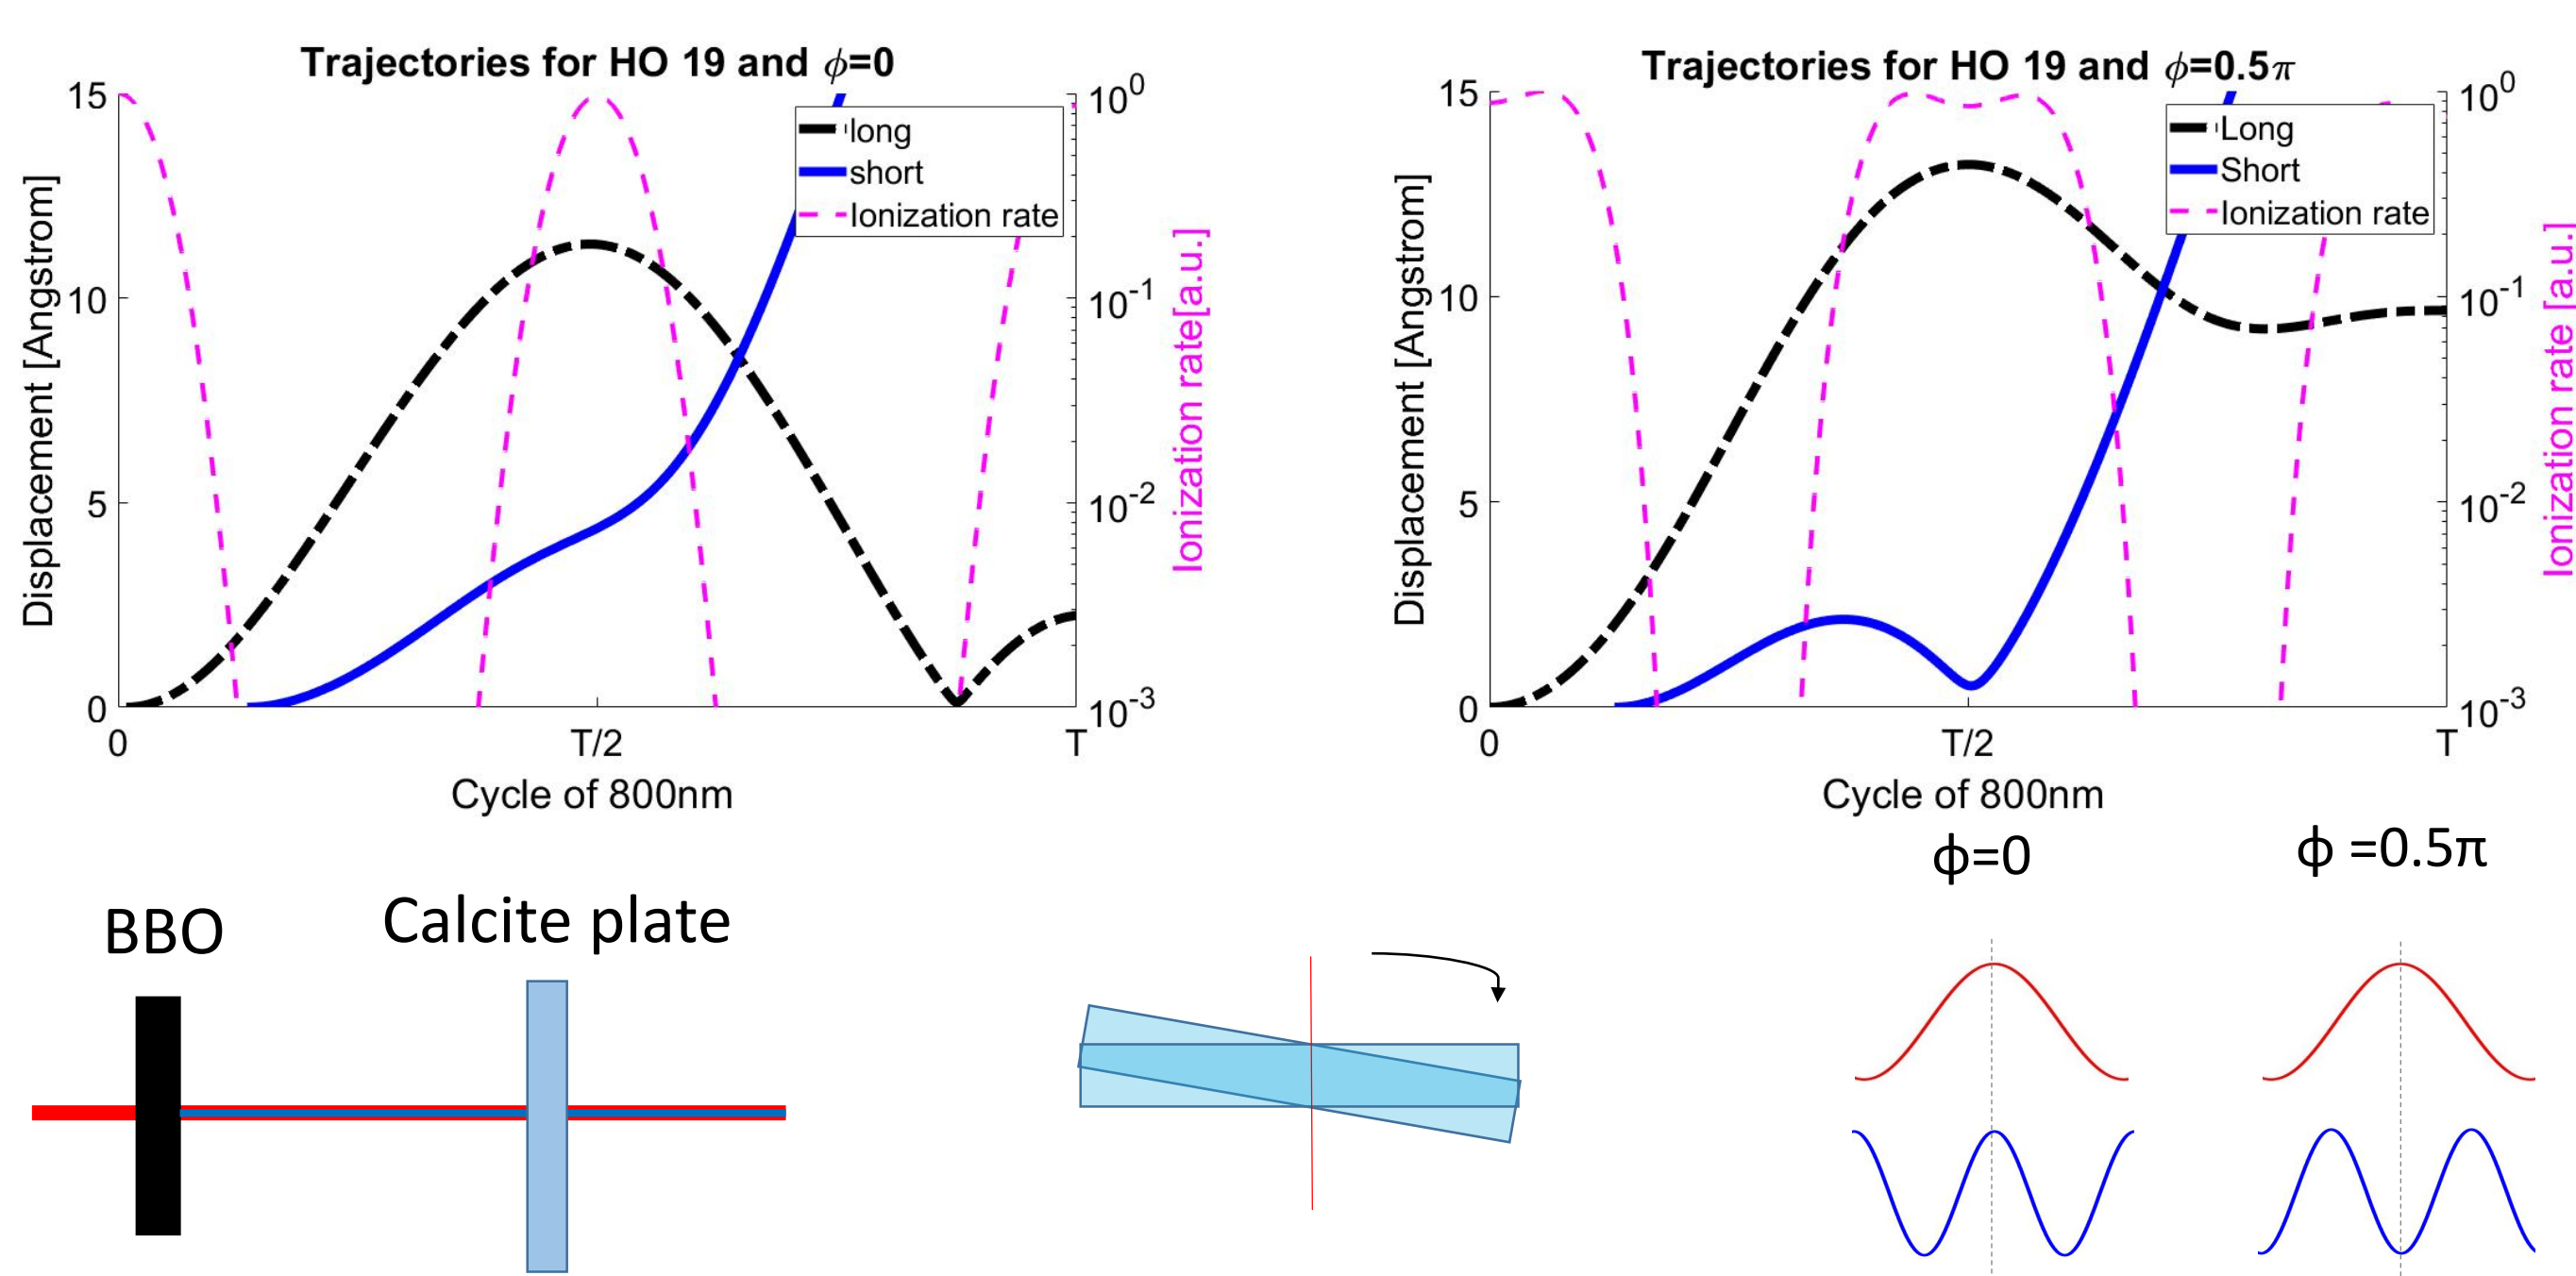 Trajectories for HO 19 and ϕ=0
15
10
5
0
Displacement [Angstrom]
long
short
Ionization rate
10^0
10^-1
10^-2
10^-3
Ionization rate[a.u.]
0
T/2
T
Cycle of 800nm
Trajectories for HO 19 and ϕ=0.5π
15
10
5
0
Displacement [Angstrom]
Long
Short
Ionization rate
10^0
10^-1
10^-2
10^-3
Ionization rate [a.u.]
0
T/2
T
Cycle of 800nm
BBO
Calcite plate
ϕ=0
ϕ =0.5π